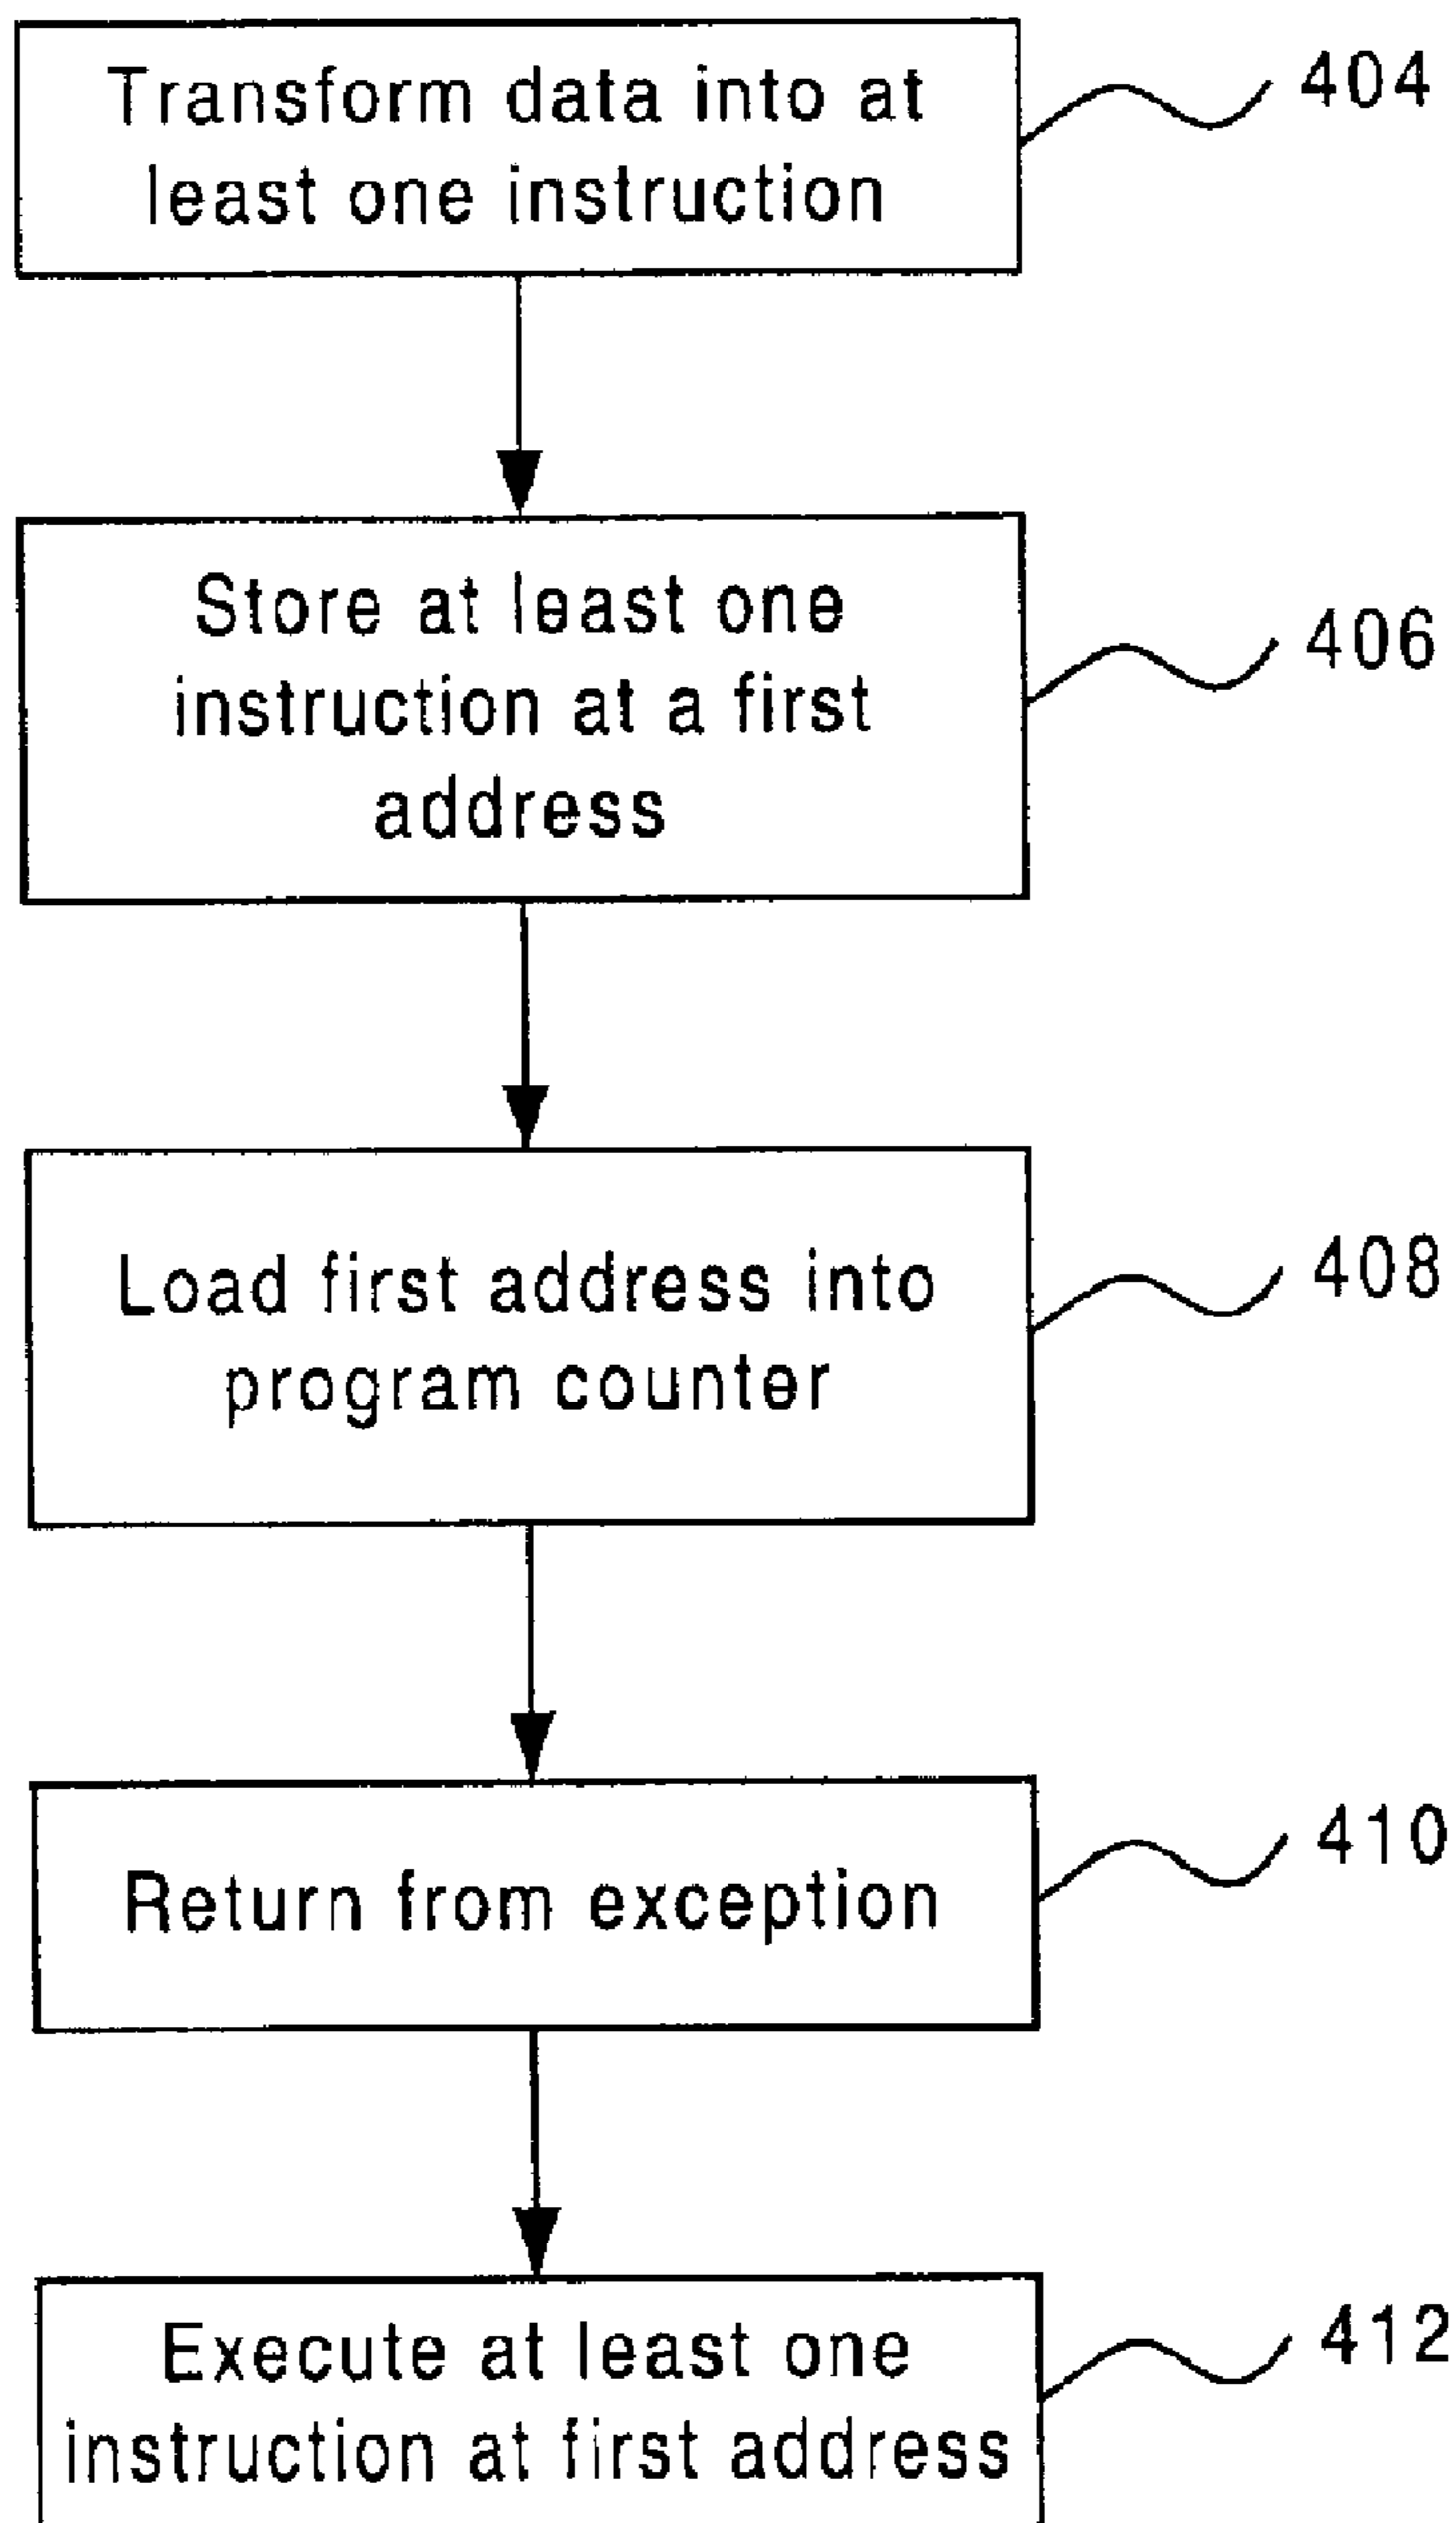 Transform data into at
least one instruction
404
Store at least one
instruction at a first
address
406
Load first address into
program counter
408
Return from exception
410
Execute at least one
instruction at first address
412